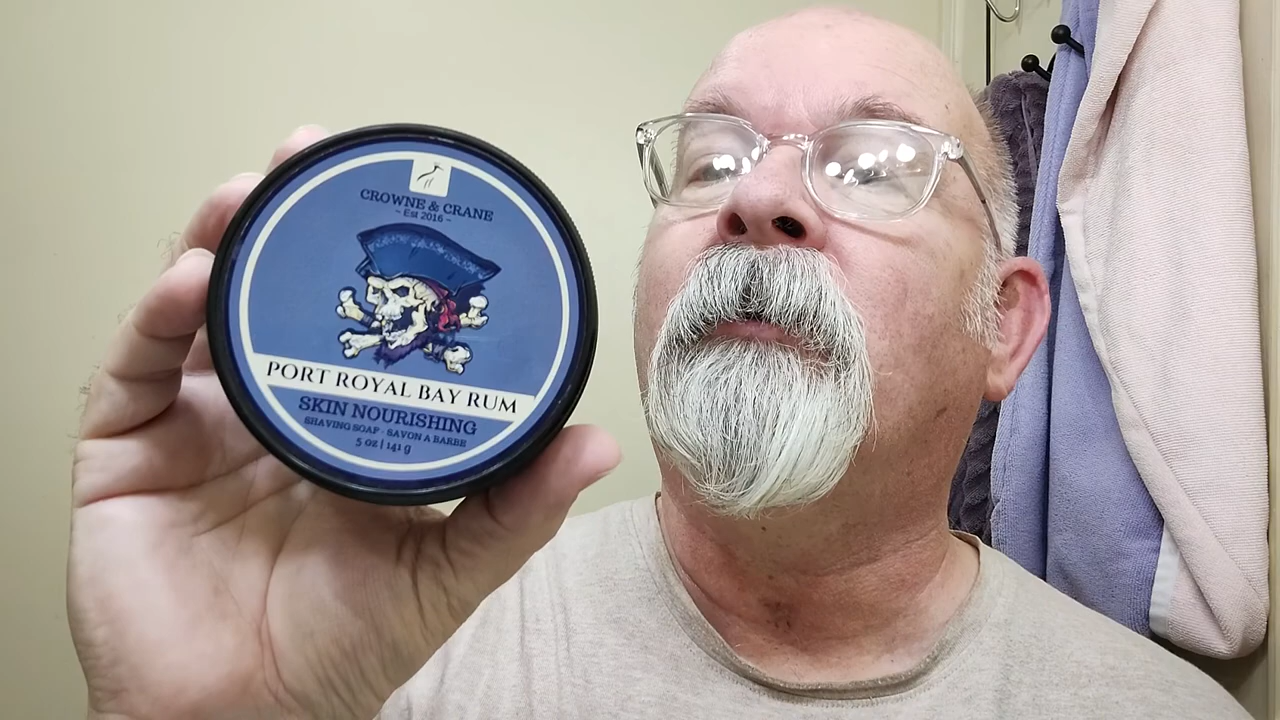 CROWNE & CRANE
~ Est 2016 ~
PORT ROYAL BAY RUM
SKIN NOURISHING
SHAVING SOAP · SAVON A BARBE
5 oz | 141 g